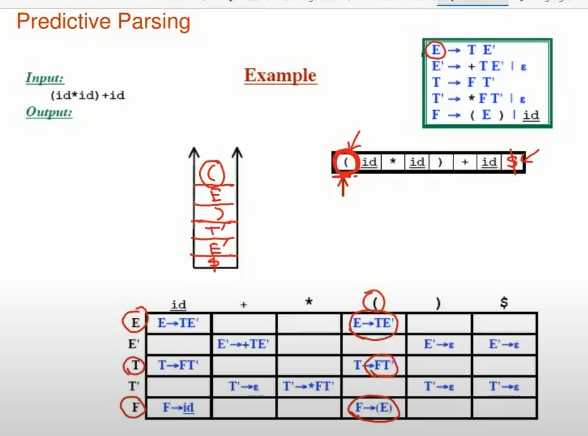 Predictive Parsing
Example
Input:
(id*id)+id
Output:
E → T E'
E' → + T E' | ε
T → F T'
T' → * F T' | ε
F → ( E ) | id
( id * id ) + id $
(
E
)
T'
E'
$
id + * ( ) $
E E→TE' E→TE'
E' E'→+TE' E'→ε E'→ε
T T→FT' T→FT'
T' T'→ε T'→*FT' T'→ε T'→ε
F F→id F→(E)